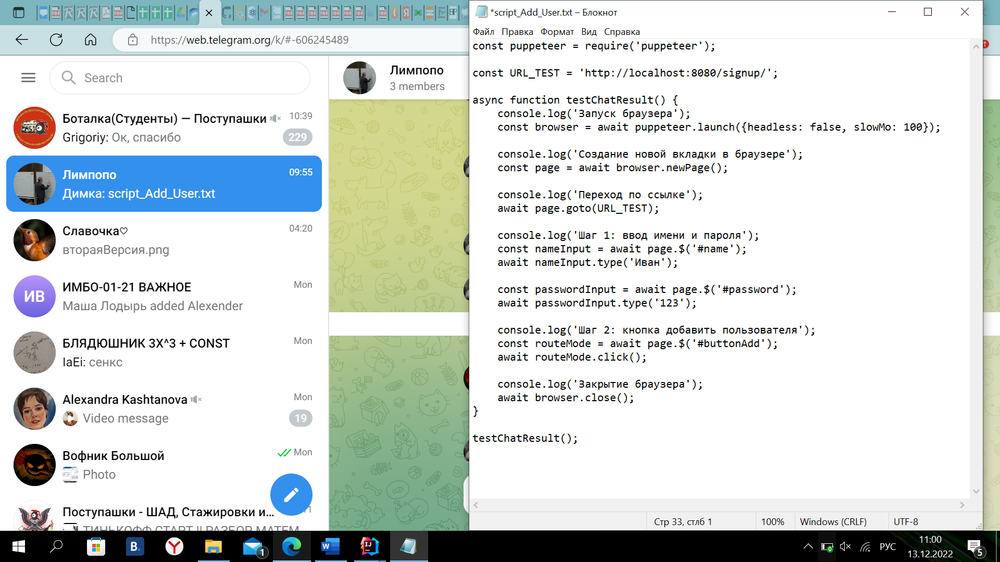 https://web.telegram.org/k/#-606245489
Search
Боталка(Студенты) — Поступашки
10:39
Grigoriy: Ок, спасибо
229
Лимпопо
09:55
Димка: script_Add_User.txt
Славочка♡
04:20
втораяВерсия.png
ИВ
ИМБО-01-21 ВАЖНОЕ
Mon
Маша Лодырь added Alexender
БЛЯДЮШНИК 3X^3 + CONST
Mon
IaEi: сенкс
Alexandra Kashtanova
Mon
Video message
19
Вофник Большой
Mon
Photo
Поступашки - ШАД, Стажировки и...
ТИНЬКОФФ СТАРТ || РАЗБОР МАТЕМ
Лимпопо
3 members
*script_Add_User.txt – Блокнот
Файл Правка Формат Вид Справка
const puppeteer = require('puppeteer');
const URL_TEST = 'http://localhost:8080/signup/';
async function testChatResult() {
console.log('Запуск браузера');
const browser = await puppeteer.launch({headless: false, slowMo: 100});
console.log('Создание новой вкладки в браузере');
const page = await browser.newPage();
console.log('Переход по ссылке');
await page.goto(URL_TEST);
console.log('Шаг 1: ввод имени и пароля');
const nameInput = await page.$('#name');
await nameInput.type('Иван');
const passwordInput = await page.$('#password');
await passwordInput.type('123');
console.log('Шаг 2: кнопка добавить пользователя');
const routeMode = await page.$('#buttonAdd');
await routeMode.click();
console.log('Закрытие браузера');
await browser.close();
}
testChatResult();
Стр 33, стлб 1
100%
Windows (CRLF)
UTF-8
B.
1
W
IJ
РУС
11:00
13.12.2022
5